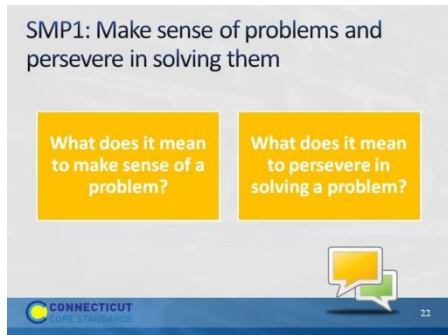 SMP1: Make sense of problems and
persevere in solving them
What does it mean
to make sense of a
problem?
What does it mean
to persevere in
solving a problem?
CONNECTICUT
CORE STANDARDS
22